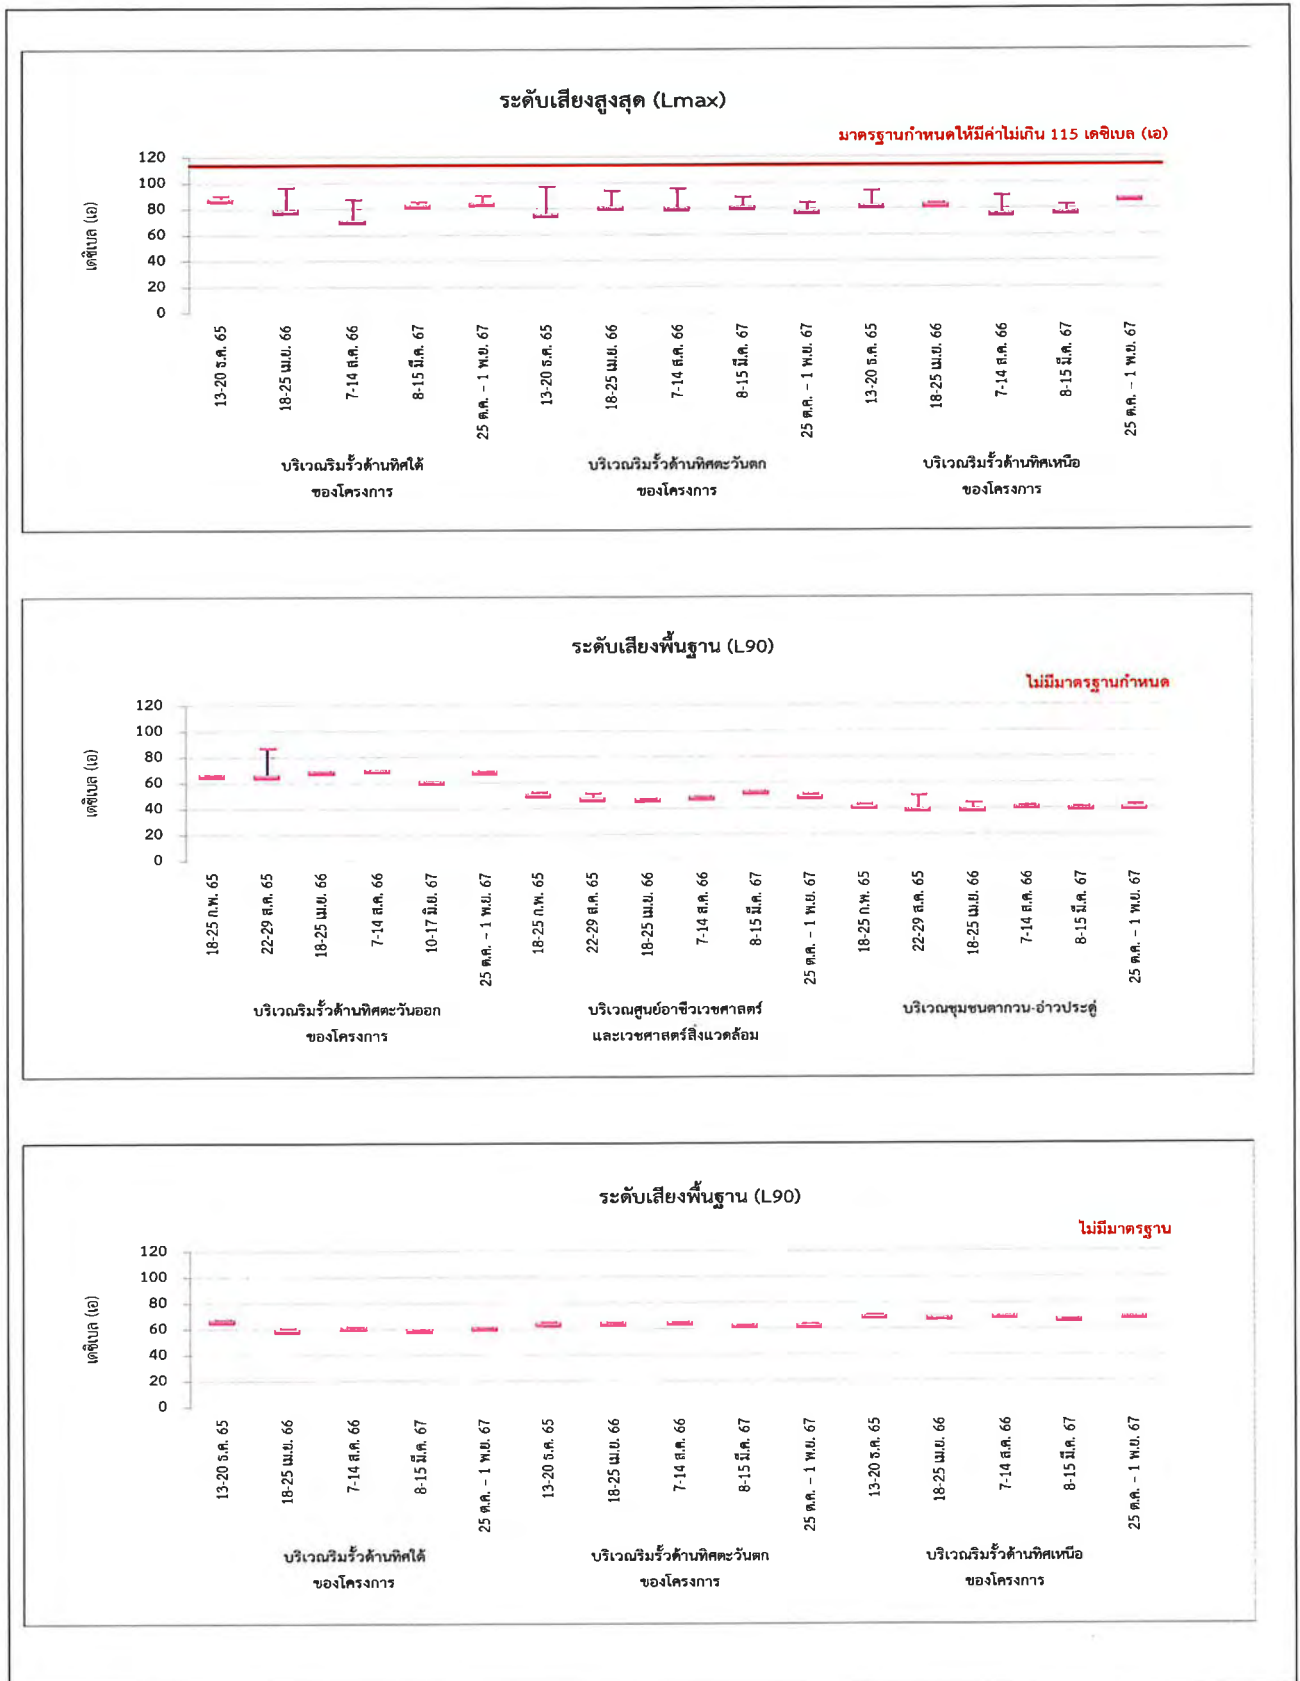 ระดับเสียงสูงสุด (Lmax)
มาตรฐานกำหนดให้มีค่าไม่เกิน 115 เดซิเบล (เอ)
เดซิเบล (เอ)
120
100
80
60
40
20
0
13-20 ธ.ค. 65
18-25 เม.ย. 66
7-14 ส.ค. 66
8-15 มี.ค. 67
25 ต.ค. – 1 พ.ย. 67
13-20 ธ.ค. 65
18-25 เม.ย. 66
7-14 ส.ค. 66
8-15 มี.ค. 67
25 ต.ค. – 1 พ.ย. 67
13-20 ธ.ค. 65
18-25 เม.ย. 66
7-14 ส.ค. 66
8-15 มี.ค. 67
25 ต.ค. – 1 พ.ย. 67
บริเวณริมรั้วด้านทิศใต้
ของโครงการ
บริเวณริมรั้วด้านทิศตะวันตก
ของโครงการ
บริเวณริมรั้วด้านทิศเหนือ
ของโครงการ
ระดับเสียงพื้นฐาน (L90)
ไม่มีมาตรฐานกำหนด
เดซิเบล (เอ)
120
100
80
60
40
20
0
18-25 ก.พ. 65
22-29 ส.ค. 65
18-25 เม.ย. 66
7-14 ส.ค. 66
10-17 มิ.ย. 67
25 ต.ค. – 1 พ.ย. 67
18-25 ก.พ. 65
22-29 ส.ค. 65
18-25 เม.ย. 66
7-14 ส.ค. 66
8-15 มี.ค. 67
25 ต.ค. – 1 พ.ย. 67
18-25 ก.พ. 65
22-29 ส.ค. 65
18-25 เม.ย. 66
7-14 ส.ค. 66
8-15 มี.ค. 67
25 ต.ค. – 1 พ.ย. 67
บริเวณริมรั้วด้านทิศตะวันออก
ของโครงการ
บริเวณศูนย์อาชีวเวชศาสตร์
และเวชศาสตร์สิ่งแวดล้อม
บริเวณชุมชนตากวน-อ่าวประดู่
ระดับเสียงพื้นฐาน (L90)
ไม่มีมาตรฐาน
เดซิเบล (เอ)
120
100
80
60
40
20
0
13-20 ธ.ค. 65
18-25 เม.ย. 66
7-14 ส.ค. 66
8-15 มี.ค. 67
25 ต.ค. – 1 พ.ย. 67
13-20 ธ.ค. 65
18-25 เม.ย. 66
7-14 ส.ค. 66
8-15 มี.ค. 67
25 ต.ค. – 1 พ.ย. 67
13-20 ธ.ค. 65
18-25 เม.ย. 66
7-14 ส.ค. 66
8-15 มี.ค. 67
25 ต.ค. – 1 พ.ย. 67
บริเวณริมรั้วด้านทิศใต้
ของโครงการ
บริเวณริมรั้วด้านทิศตะวันตก
ของโครงการ
บริเวณริมรั้วด้านทิศเหนือ
ของโครงการ